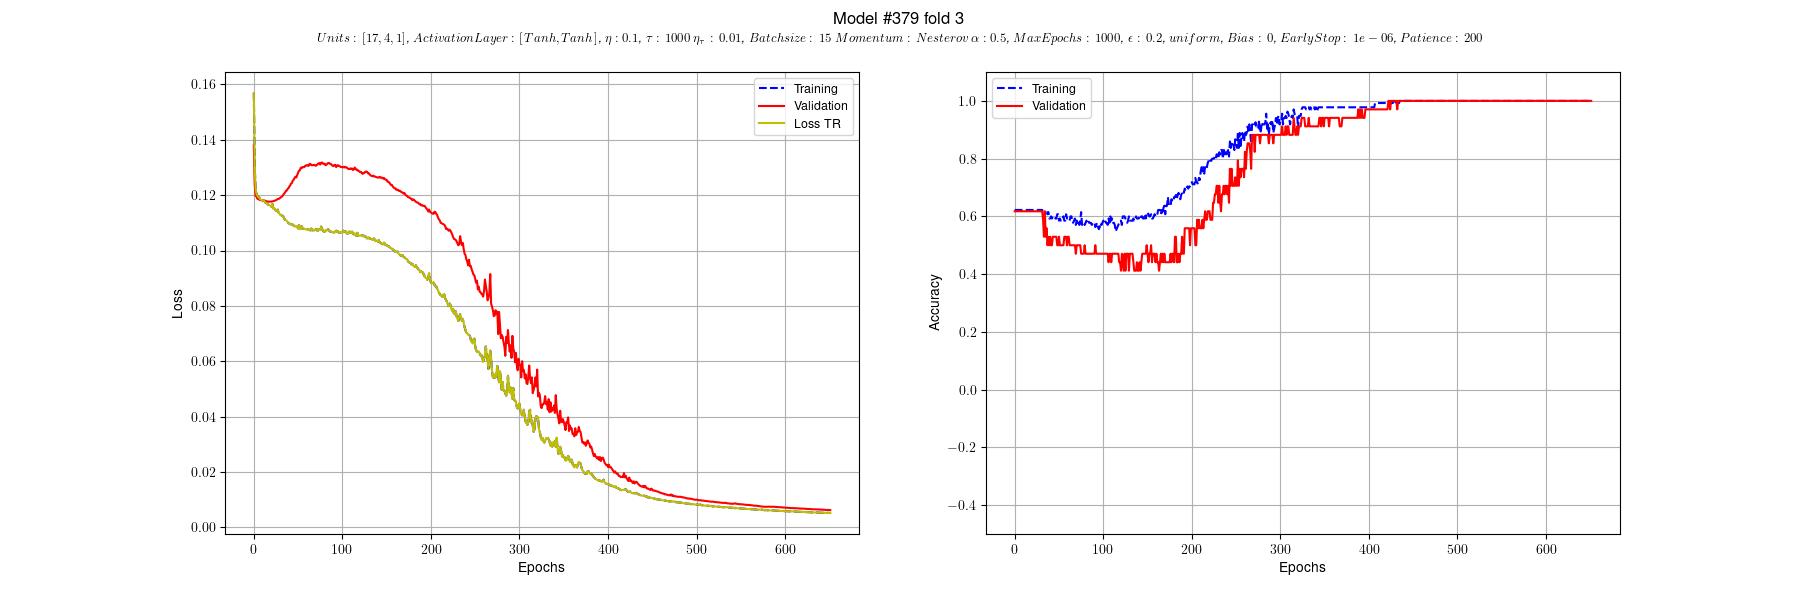 Model #379 fold 3
Units : [17, 4, 1], ActivationLayer : [Tanh, Tanh], η : 0.1, τ : 1000 ητ : 0.01, Batchsize : 15 Momentum : Nesterov α : 0.5, MaxEpochs : 1000, ϵ : 0.2, uniform, Bias : 0, EarlyStop : 1e − 06, Patience : 200
Loss
0.16
0.14
0.12
0.10
0.08
0.06
0.04
0.02
0.00
Training
Validation
Loss TR
0 100 200 300 400 500 600
Epochs
Accuracy
1.0
0.8
0.6
0.4
0.2
0.0
−0.2
−0.4
Training
Validation
0 100 200 300 400 500 600
Epochs